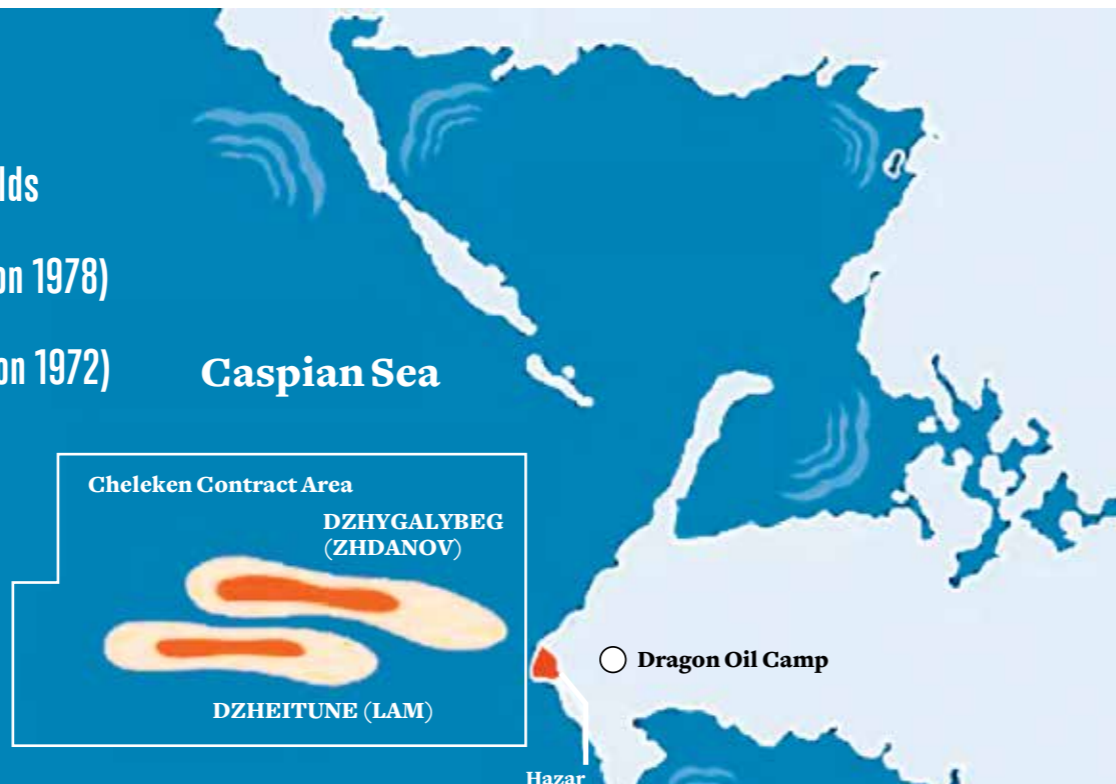 lds
on 1978)
on 1972)
Caspian Sea
Cheleken Contract Area
DZHYGALYBEG
(ZHDANOV)
DZHEITUNE (LAM)
Dragon Oil Camp
Hazar